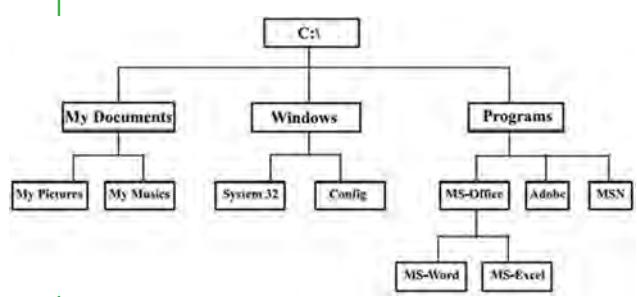 C:\
My Documents Windows Programs
My Pictures My Musics System 32 Config MS-Office Adobe MSN
MS-Word MS-Excel